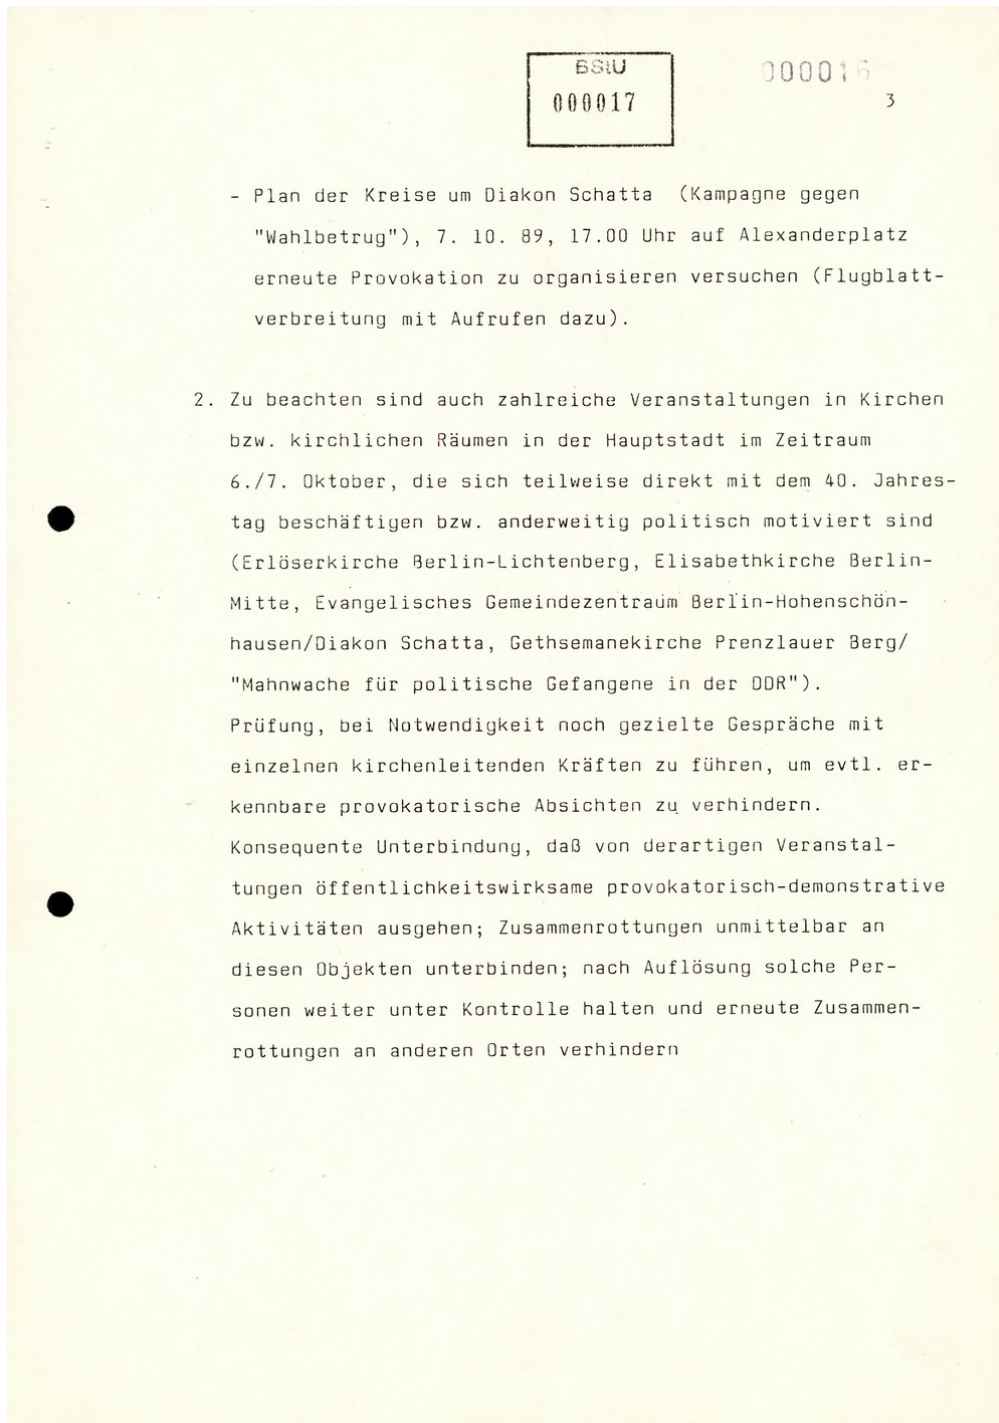 BStU
000017
000016
3
- Plan der Kreise um Diakon Schatta (Kampagne gegen
"Wahlbetrug"), 7. 10. 89, 17.00 Uhr auf Alexanderplatz
erneute Provokation zu organisieren versuchen (Flugblatt-
verbreitung mit Aufrufen dazu).
2. Zu beachten sind auch zahlreiche Veranstaltungen in Kirchen
bzw. kirchlichen Räumen in der Hauptstadt im Zeitraum
6./7. Oktober, die sich teilweise direkt mit dem 40. Jahres-
tag beschäftigen bzw. anderweitig politisch motiviert sind
(Erlöserkirche Berlin-Lichtenberg, Elisabethkirche Berlin-
Mitte, Evangelisches Gemeindezentraum Berlin-Hohenschön-
hausen/Diakon Schatta, Gethsemanekirche Prenzlauer Berg/
"Mahnwache für politische Gefangene in der DDR").
Prüfung, bei Notwendigkeit noch gezielte Gespräche mit
einzelnen kirchenleitenden Kräften zu führen, um evtl. er-
kennbare provokatorische Absichten zu verhindern.
Konsequente Unterbindung, daß von derartigen Veranstal-
tungen öffentlichkeitswirksame provokatorisch-demonstrative
Aktivitäten ausgehen; Zusammenrottungen unmittelbar an
diesen Objekten unterbinden; nach Auflösung solche Per-
sonen weiter unter Kontrolle halten und erneute Zusammen-
rottungen an anderen Orten verhindern